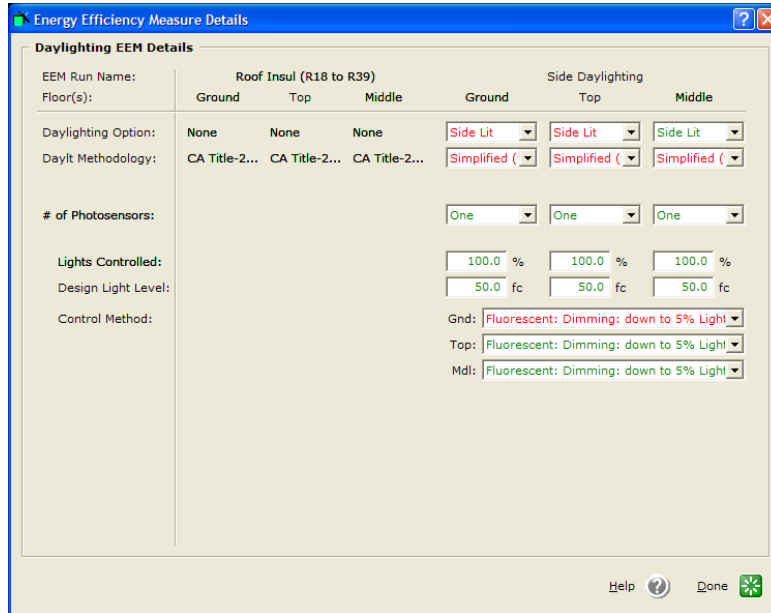 Energy Efficiency Measure Details
Daylighting EEM Details
EEM Run Name: Roof Insul (R18 to R39) Side Daylighting
Floor(s): Ground Top Middle Ground Top Middle
Daylighting Option: None None None Side Lit Side Lit Side Lit
Daylt Methodology: CA Title-2... CA Title-2... CA Title-2... Simplified ( Simplified ( Simplified (
# of Photosensors: One One One
Lights Controlled: 100.0 % 100.0 % 100.0 %
Design Light Level: 50.0 fc 50.0 fc 50.0 fc
Control Method: Gnd: Fluorescent: Dimming: down to 5% Light
Top: Fluorescent: Dimming: down to 5% Light
Mdl: Fluorescent: Dimming: down to 5% Light
Help ? Done